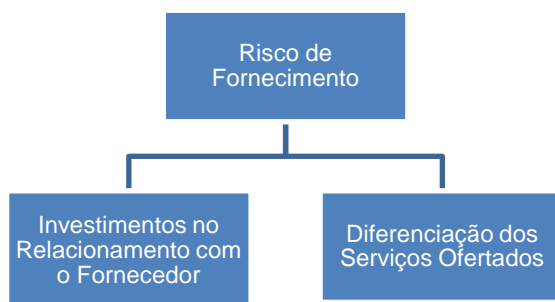 Risco de
Fornecimento
Investimentos no
Relacionamento com
o Fornecedor
Diferenciação dos
Serviços Ofertados